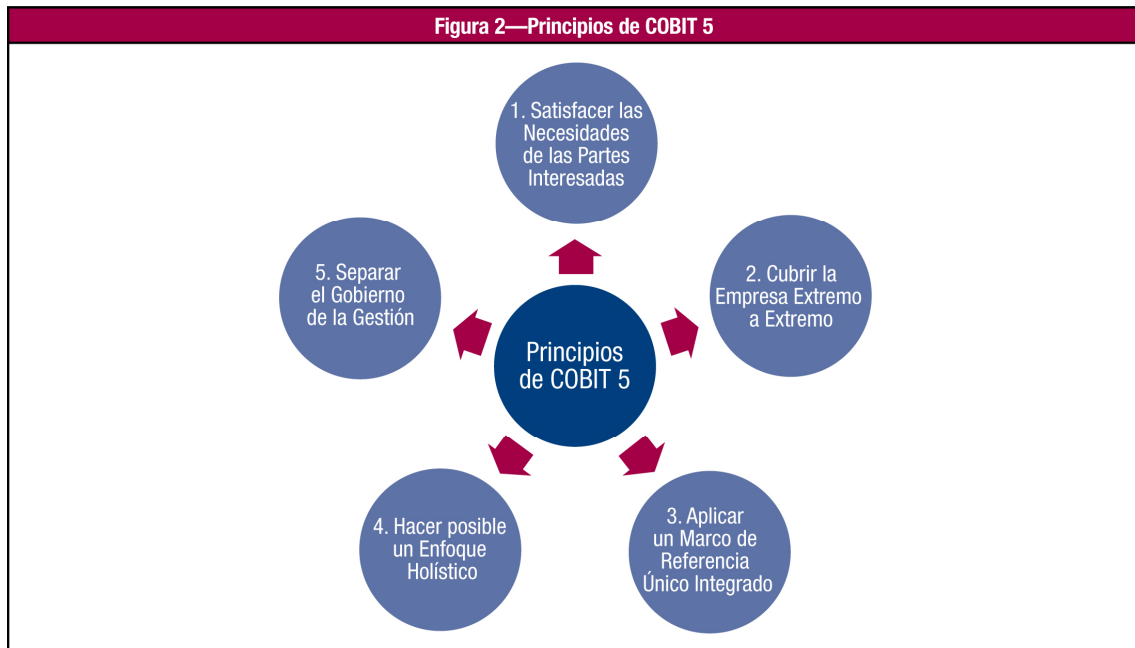 Figura 2—Principios de COBIT 5
1. Satisfacer las
Necesidades
de las Partes
Interesadas
5. Separar
el Gobierno
de la Gestión
2. Cubrir la
Empresa Extremo
a Extremo
Principios
de COBIT 5
4. Hacer posible
un Enfoque
Holístico
3. Aplicar
un Marco de
Referencia
Único Integrado